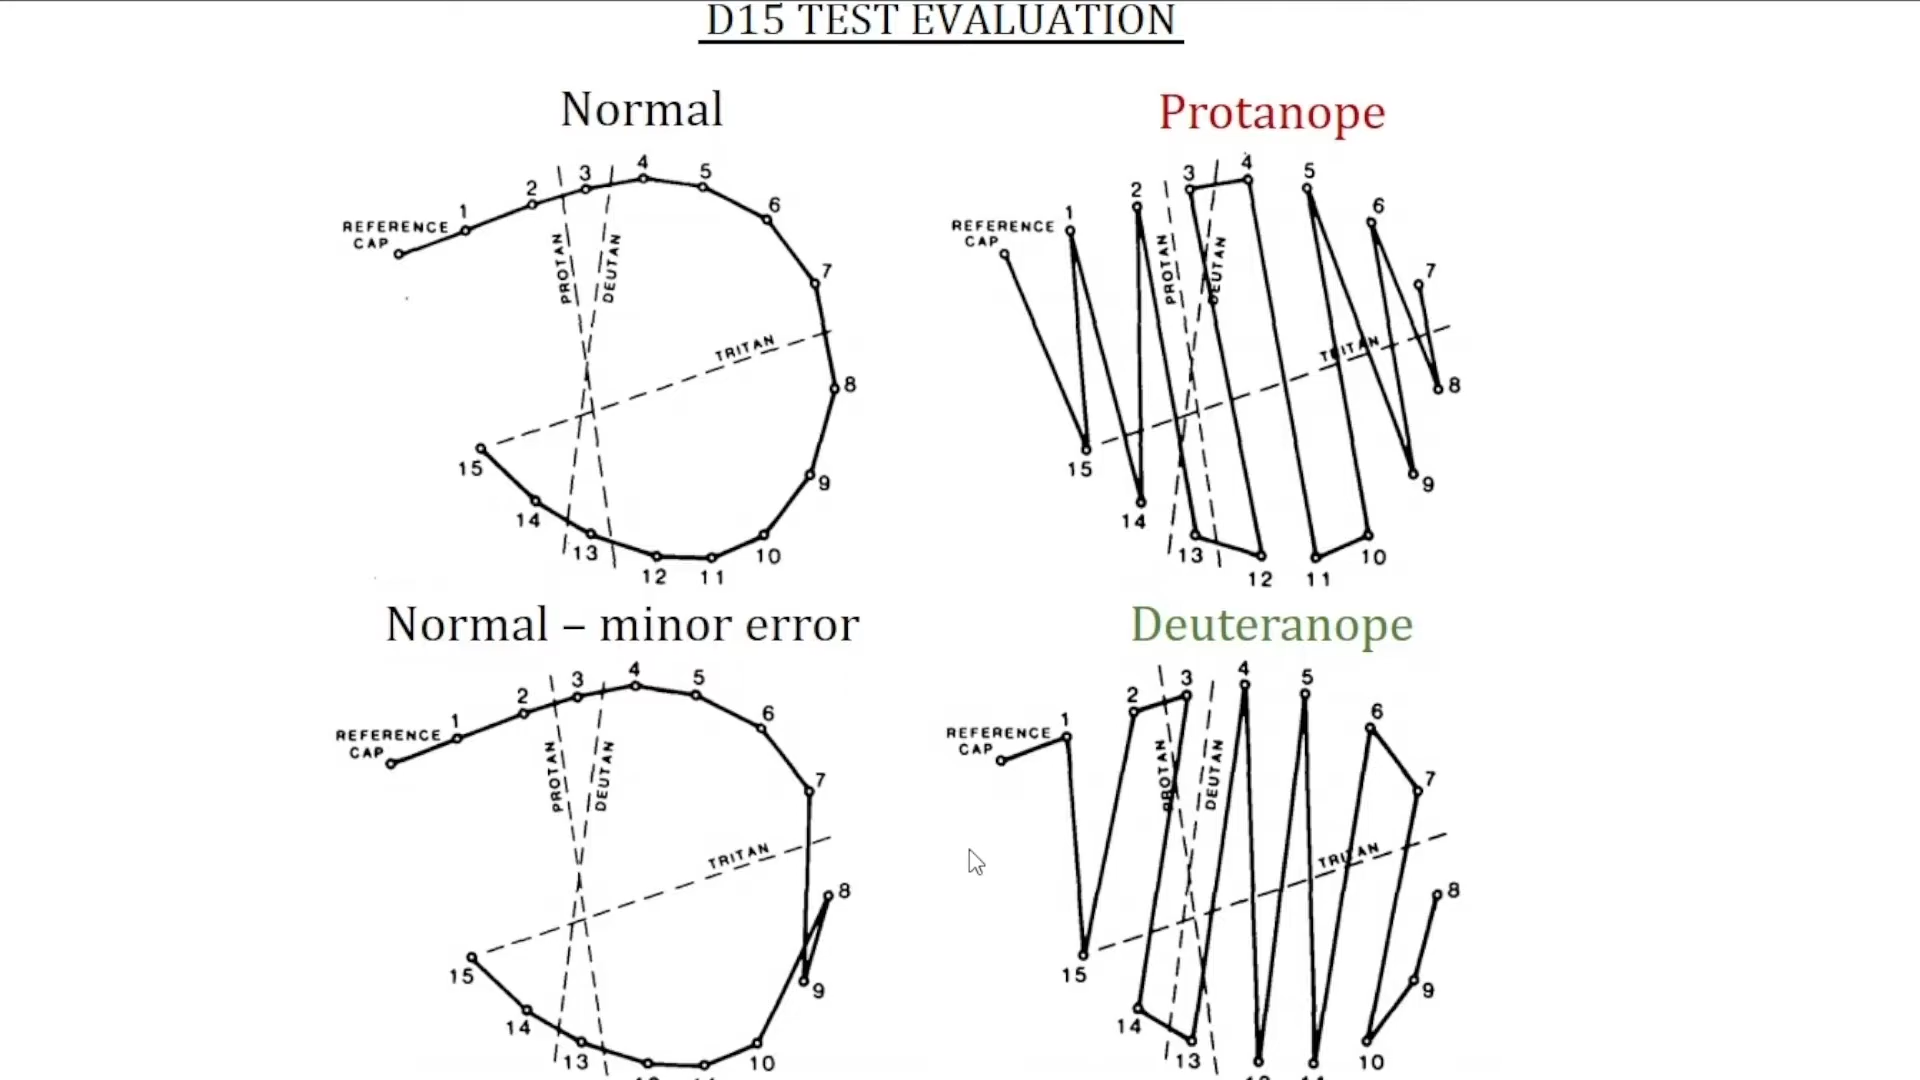 D15 TEST EVALUATION
Normal
4
3
5
2
6
1
REFERENCE
CAP
PROTAN
DEUTAN
7
TRITAN
8
15
9
14
13
10
12
11
Protanope
4
3
5
2
6
1
REFERENCE
CAP
PROTAN
DEUTAN
7
TRITAN
8
15
9
14
13
10
12
11
Normal – minor error
4
3
5
2
6
1
REFERENCE
CAP
PROTAN
DEUTAN
7
TRITAN
8
15
9
14
13
10
Deuteranope
4
3
5
2
6
1
REFERENCE
CAP
PROTAN
DEUTAN
7
TRITAN
8
15
9
14
13
10